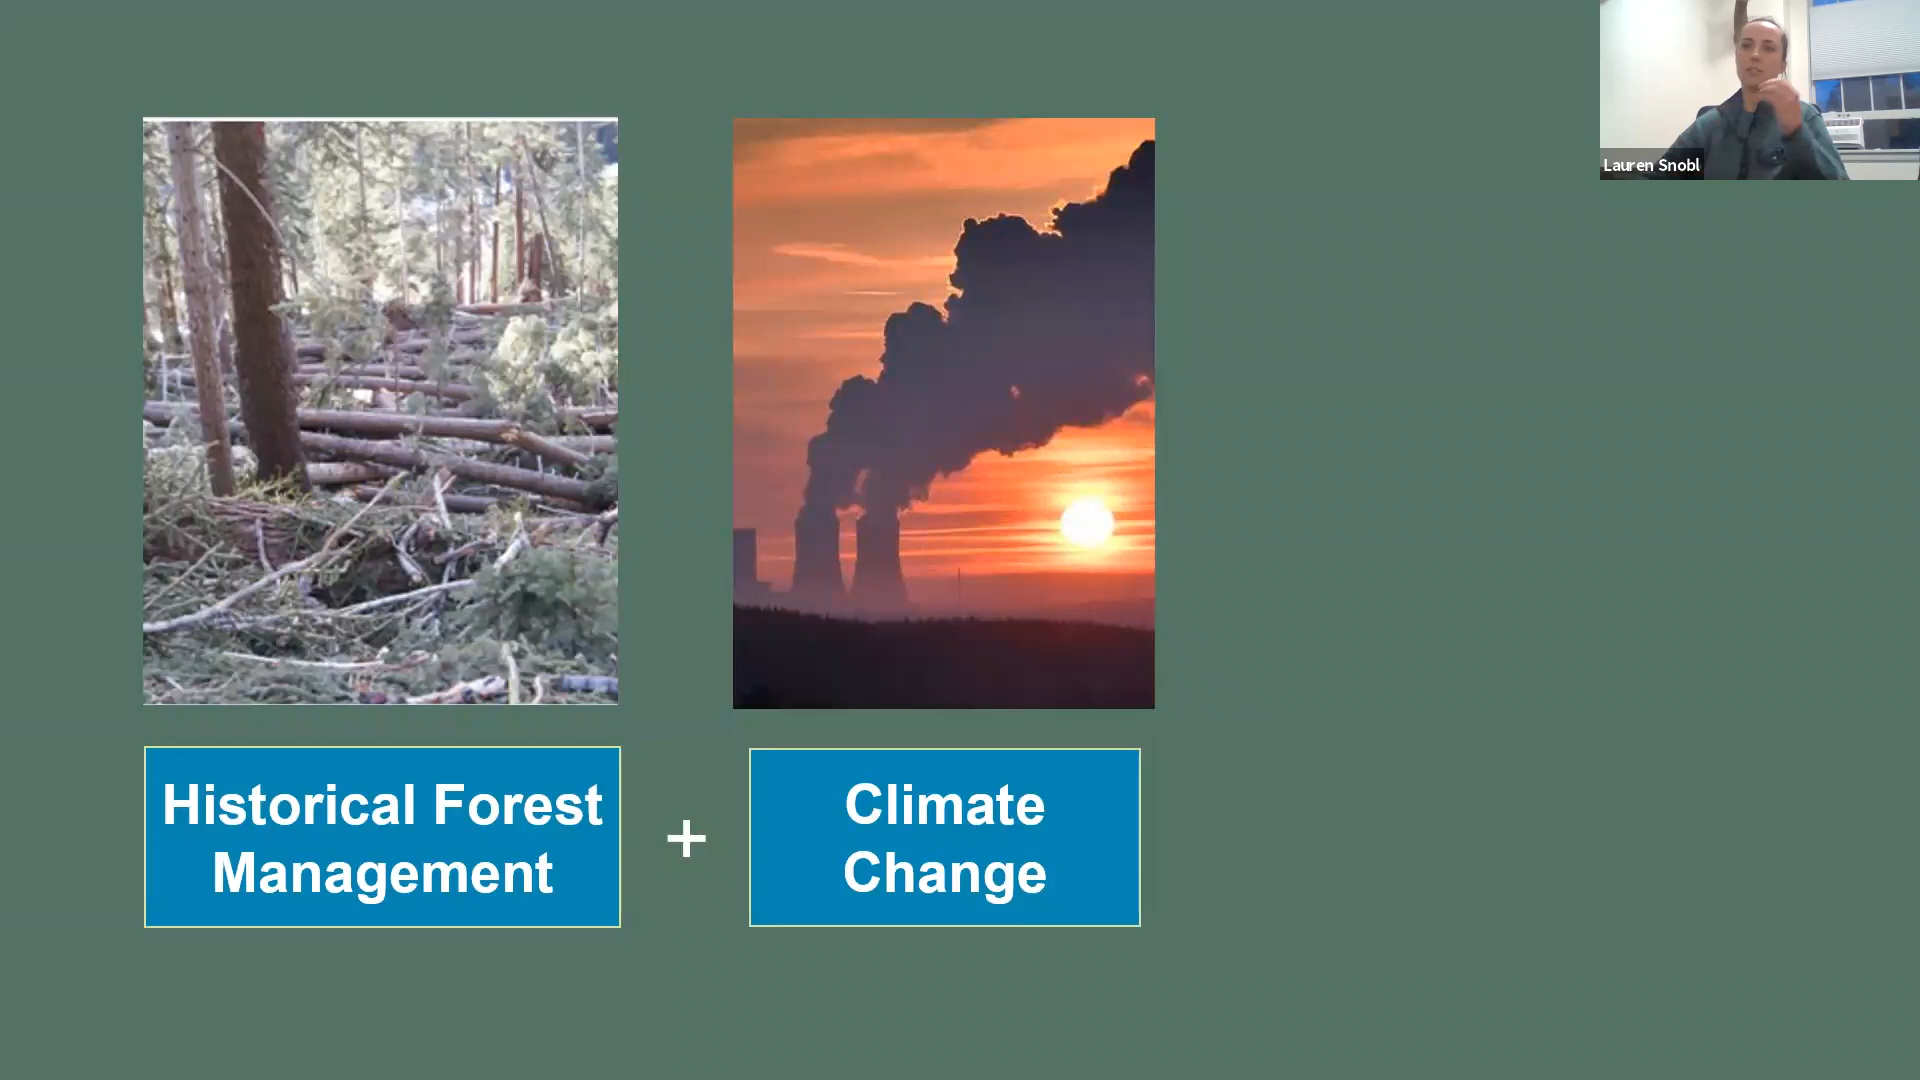 Lauren Snobl
Historical Forest
Management
+
Climate
Change